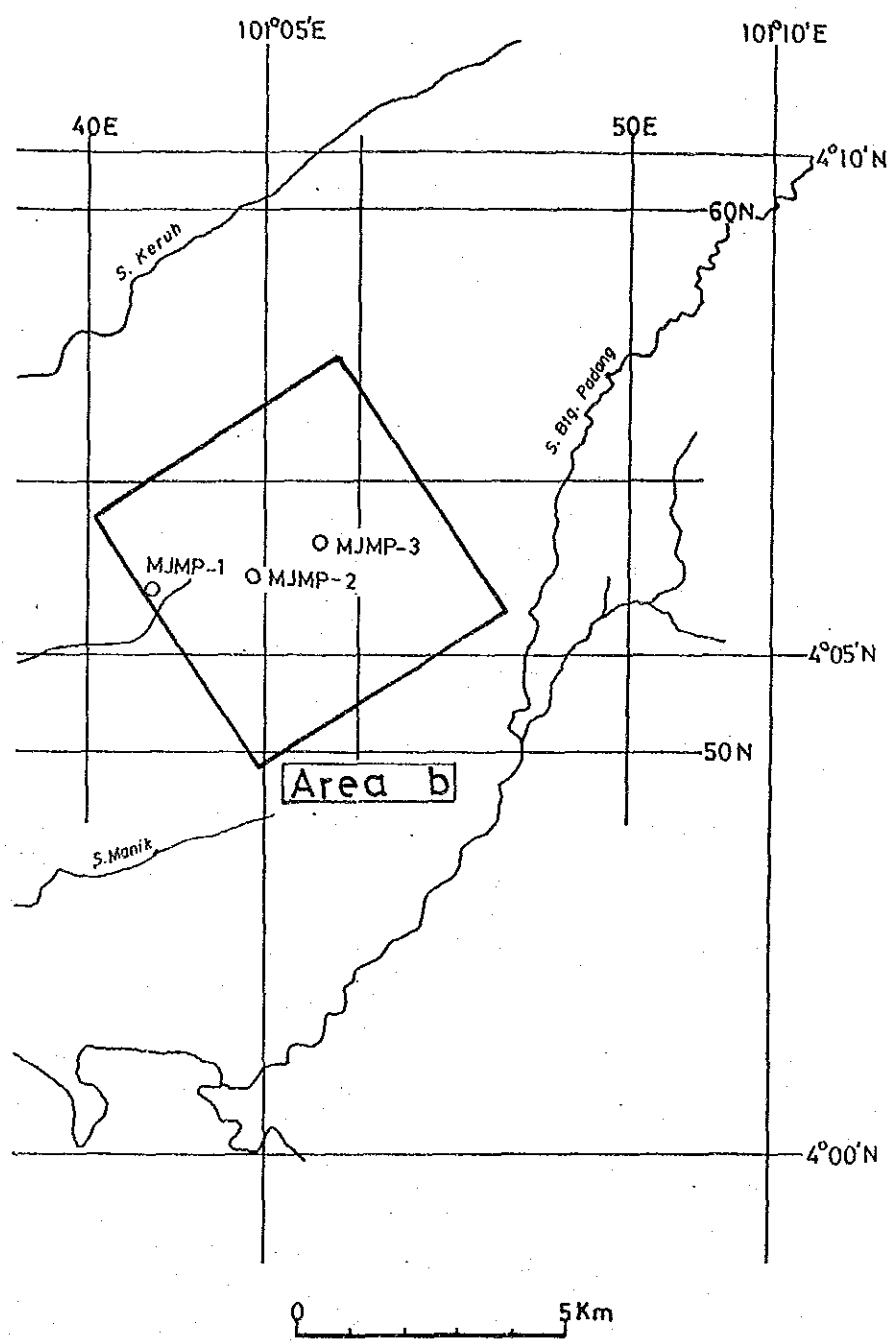 101°05'E
101°10'E
40E
50E
4°10'N
60N
S. Keruh
S. Btg. Padang
MJMP-3
MJMP-1
MJMP-2
4°05'N
50N
Area b
S. Manik
4°00'N
0
5Km